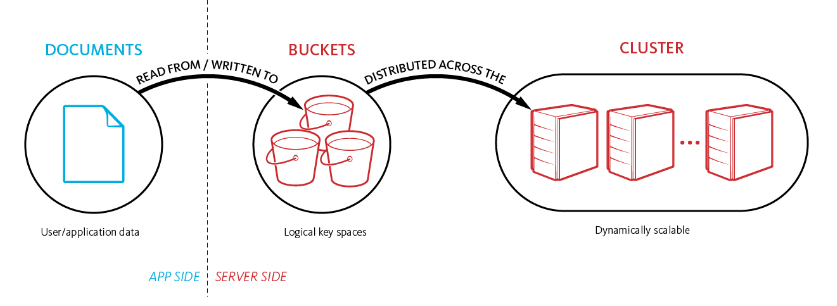 DOCUMENTS
BUCKETS
CLUSTER
READ FROM / WRITTEN TO
DISTRIBUTED ACROSS THE
User/application data
Logical key spaces
Dynamically scalable
APP SIDE
SERVER SIDE